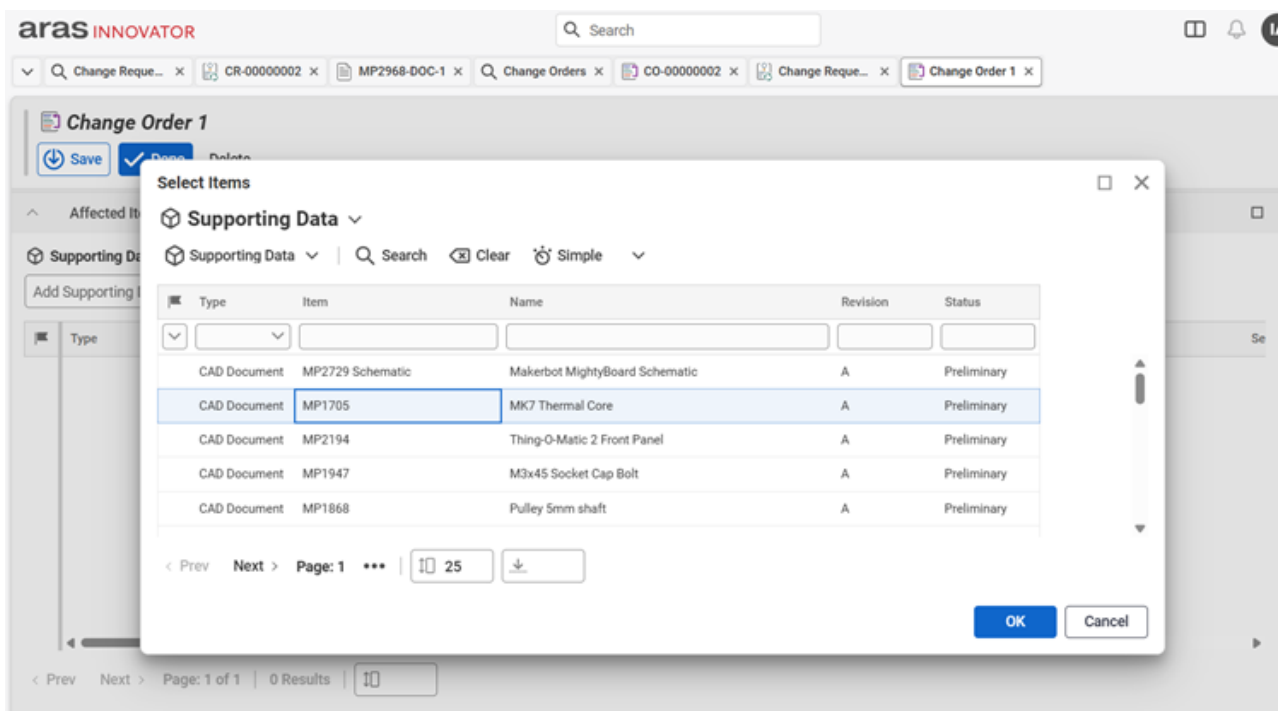 aras INNOVATOR
Search
Change Reque... CR-00000002 MP2968-DOC-1 Change Orders CO-00000002 Change Reque... Change Order 1
Change Order 1
Save Done Delete
Select Items
Affected It
Supporting Data
Supporting Da
Supporting Data Search Clear Simple
Add Supporting
Type Item Name Revision Status
Type
Se
CAD Document MP2729 Schematic Makerbot MightyBoard Schematic A Preliminary
CAD Document MP1705 MK7 Thermal Core A Preliminary
CAD Document MP2194 Thing-O-Matic 2 Front Panel A Preliminary
CAD Document MP1947 M3x45 Socket Cap Bolt A Preliminary
CAD Document MP1868 Pulley 5mm shaft A Preliminary
< Prev Next > Page: 1 ••• 25
OK Cancel
< Prev Next > Page: 1 of 1 | 0 Results